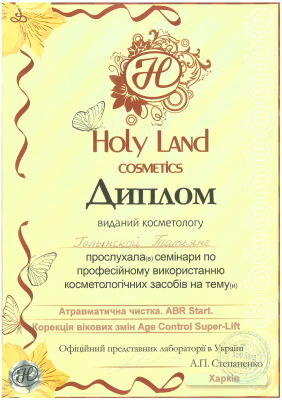 H
HOLY LAND
COSMETICS
ДИПЛОМ
виданий косметологу
Голынской Татьяне
прослухала(в) семінари по
професійному використанню
косметологічних засобів на тему(и)
Атравматична чистка. ABR Start.
Корекція вікових змін Age Control Super-Lift
Офіційний представник лабораторії в Україні
А.П. Степаненко
Харків